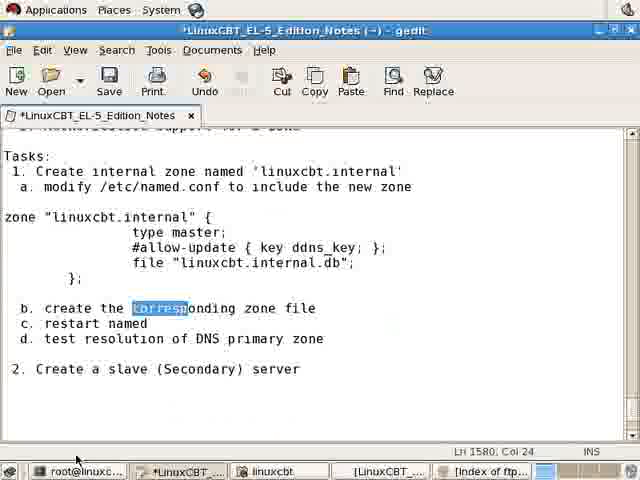 Applications Places System
*LinuxCBT_EL-5_Edition_Notes (~) - gedit
File Edit View Search Tools Documents Help
New Open Save Print. Undo Cut Copy Paste Find Replace
*LinuxCBT_EL-5_Edition_Notes
Tasks:
1. Create internal zone named 'linuxcbt.internal'
a. modify /etc/named.conf to include the new zone
zone "linuxcbt.internal" {
type master;
#allow-update { key ddns_key; };
file "linuxcbt.internal.db";
};
b. create the corresponding zone file
c. restart named
d. test resolution of DNS primary zone
2. Create a slave (Secondary) server
Ln 1580, Col 24 INS
root@linuxc... *LinuxCBT_... linuxcbt [LinuxCBT_... [Index of ftp...